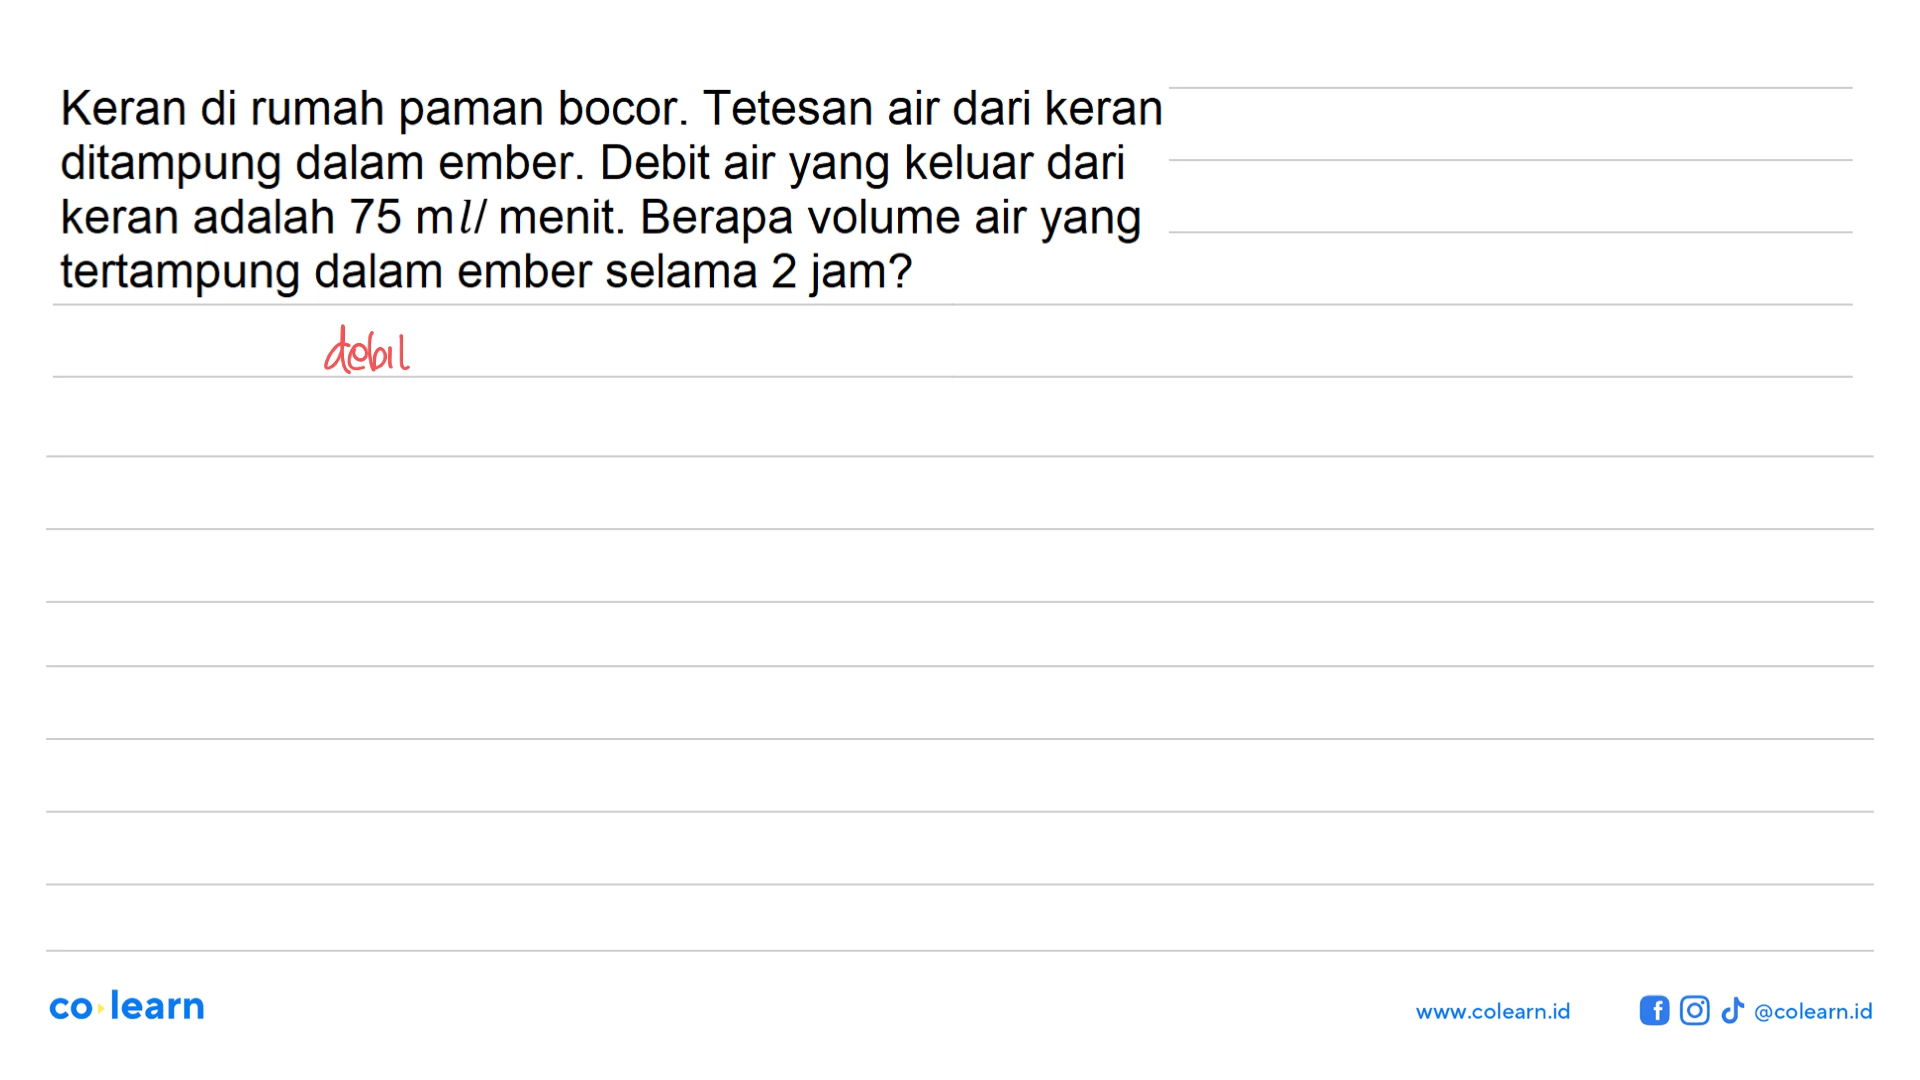 Keran di rumah paman bocor. Tetesan air dari keran
ditampung dalam ember. Debit air yang keluar dari
keran adalah 75 ml/ menit. Berapa volume air yang
tertampung dalam ember selama 2 jam?
debil
co learn
www.colearn.id
@colearn.id